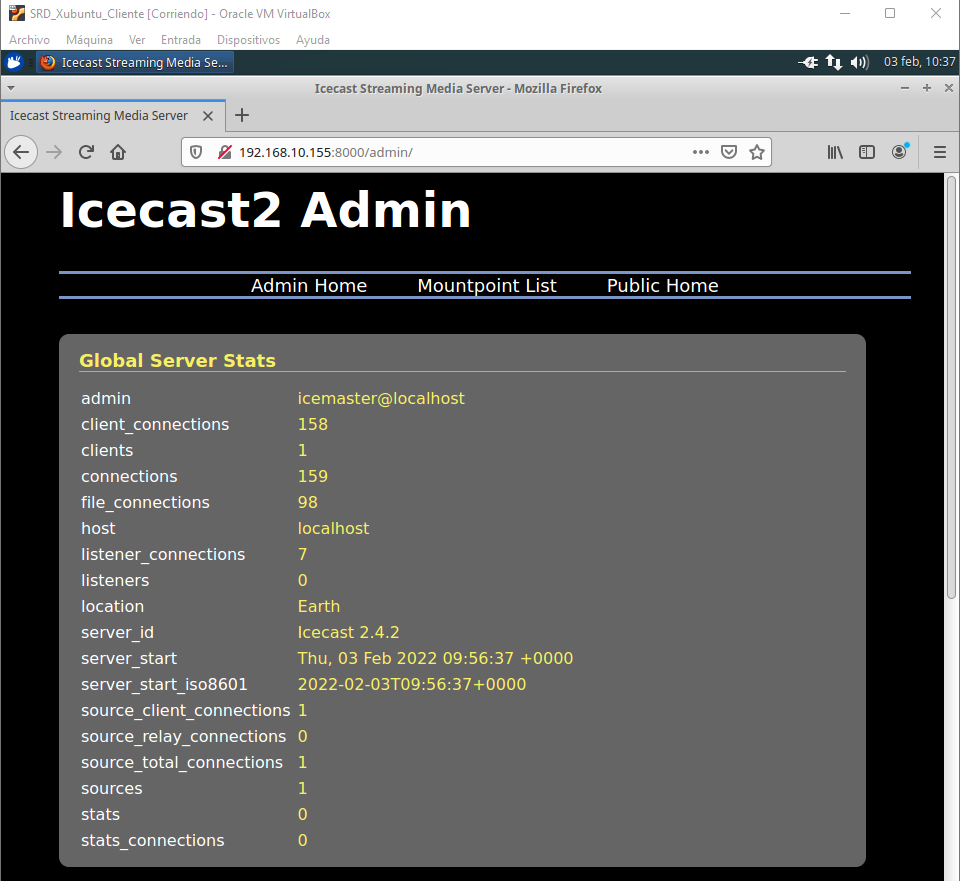 SRD_Xubuntu_Cliente [Corriendo] - Oracle VM VirtualBox
Archivo Máquina Ver Entrada Dispositivos Ayuda
Icecast Streaming Media Se... 03 feb, 10:37
Icecast Streaming Media Server - Mozilla Firefox
Icecast Streaming Media Server
192.168.10.155:8000/admin/
Icecast2 Admin
Admin Home Mountpoint List Public Home
Global Server Stats
admin icemaster@localhost
client_connections 158
clients 1
connections 159
file_connections 98
host localhost
listener_connections 7
listeners 0
location Earth
server_id Icecast 2.4.2
server_start Thu, 03 Feb 2022 09:56:37 +0000
server_start_iso8601 2022-02-03T09:56:37+0000
source_client_connections 1
source_relay_connections 0
source_total_connections 1
sources 1
stats 0
stats_connections 0